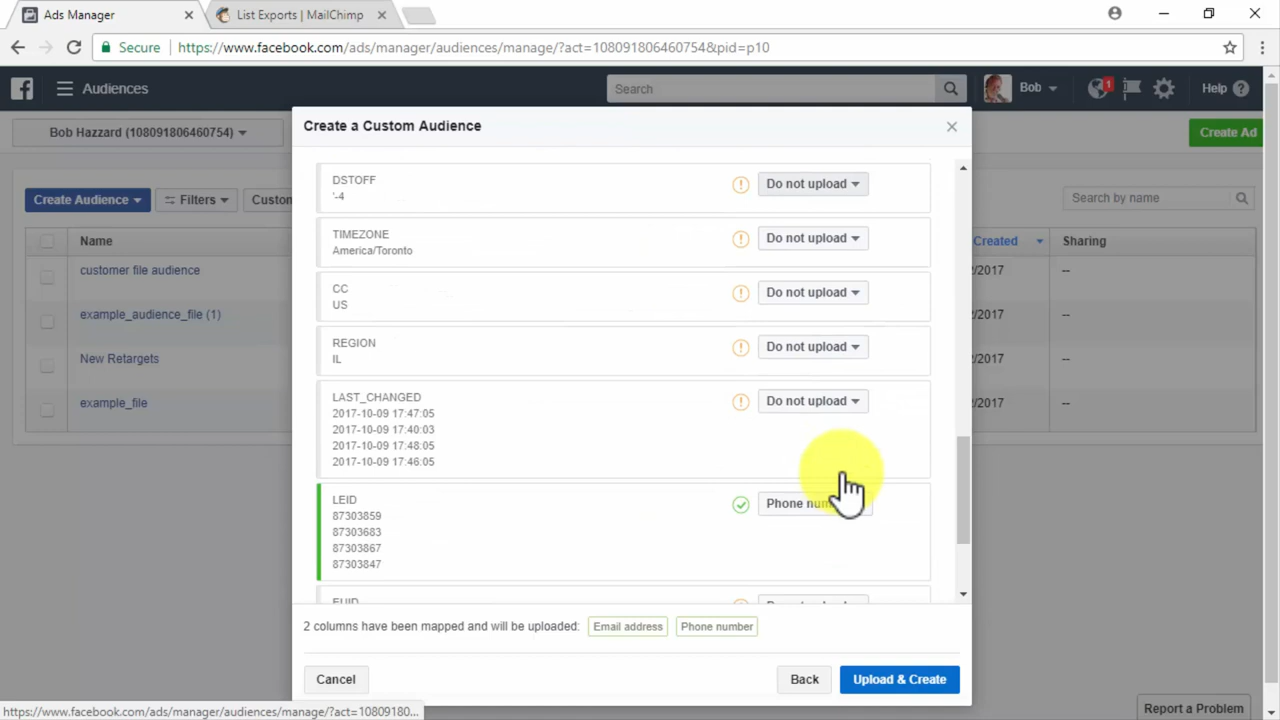 Ads Manager
List Exports | MailChimp
Secure
https://www.facebook.com/ads/manager/audiences/manage/?act=108091806460754&pid=p10
Audiences
Search
Bob
1
Help
Bob Hazzard (108091806460754)
Create Ad
Create a Custom Audience
Create Audience
Filters
Custom
Search by name
Name
Created
Sharing
customer file audience
/2017
--
example_audience_file (1)
/2017
--
New Retargets
/2017
--
example_file
/2017
--
DSTOFF
'-4
Do not upload
TIMEZONE
America/Toronto
Do not upload
CC
US
Do not upload
REGION
IL
Do not upload
LAST_CHANGED
2017-10-09 17:47:05
2017-10-09 17:40:03
2017-10-09 17:48:05
2017-10-09 17:46:05
Do not upload
LEID
87303859
87303683
87303867
87303847
Phone num
EUID
2 columns have been mapped and will be uploaded: Email address Phone number
Cancel
Back
Upload & Create
https://www.facebook.com/ads/manager/audiences/manage/?act=10809180...
Report a Problem